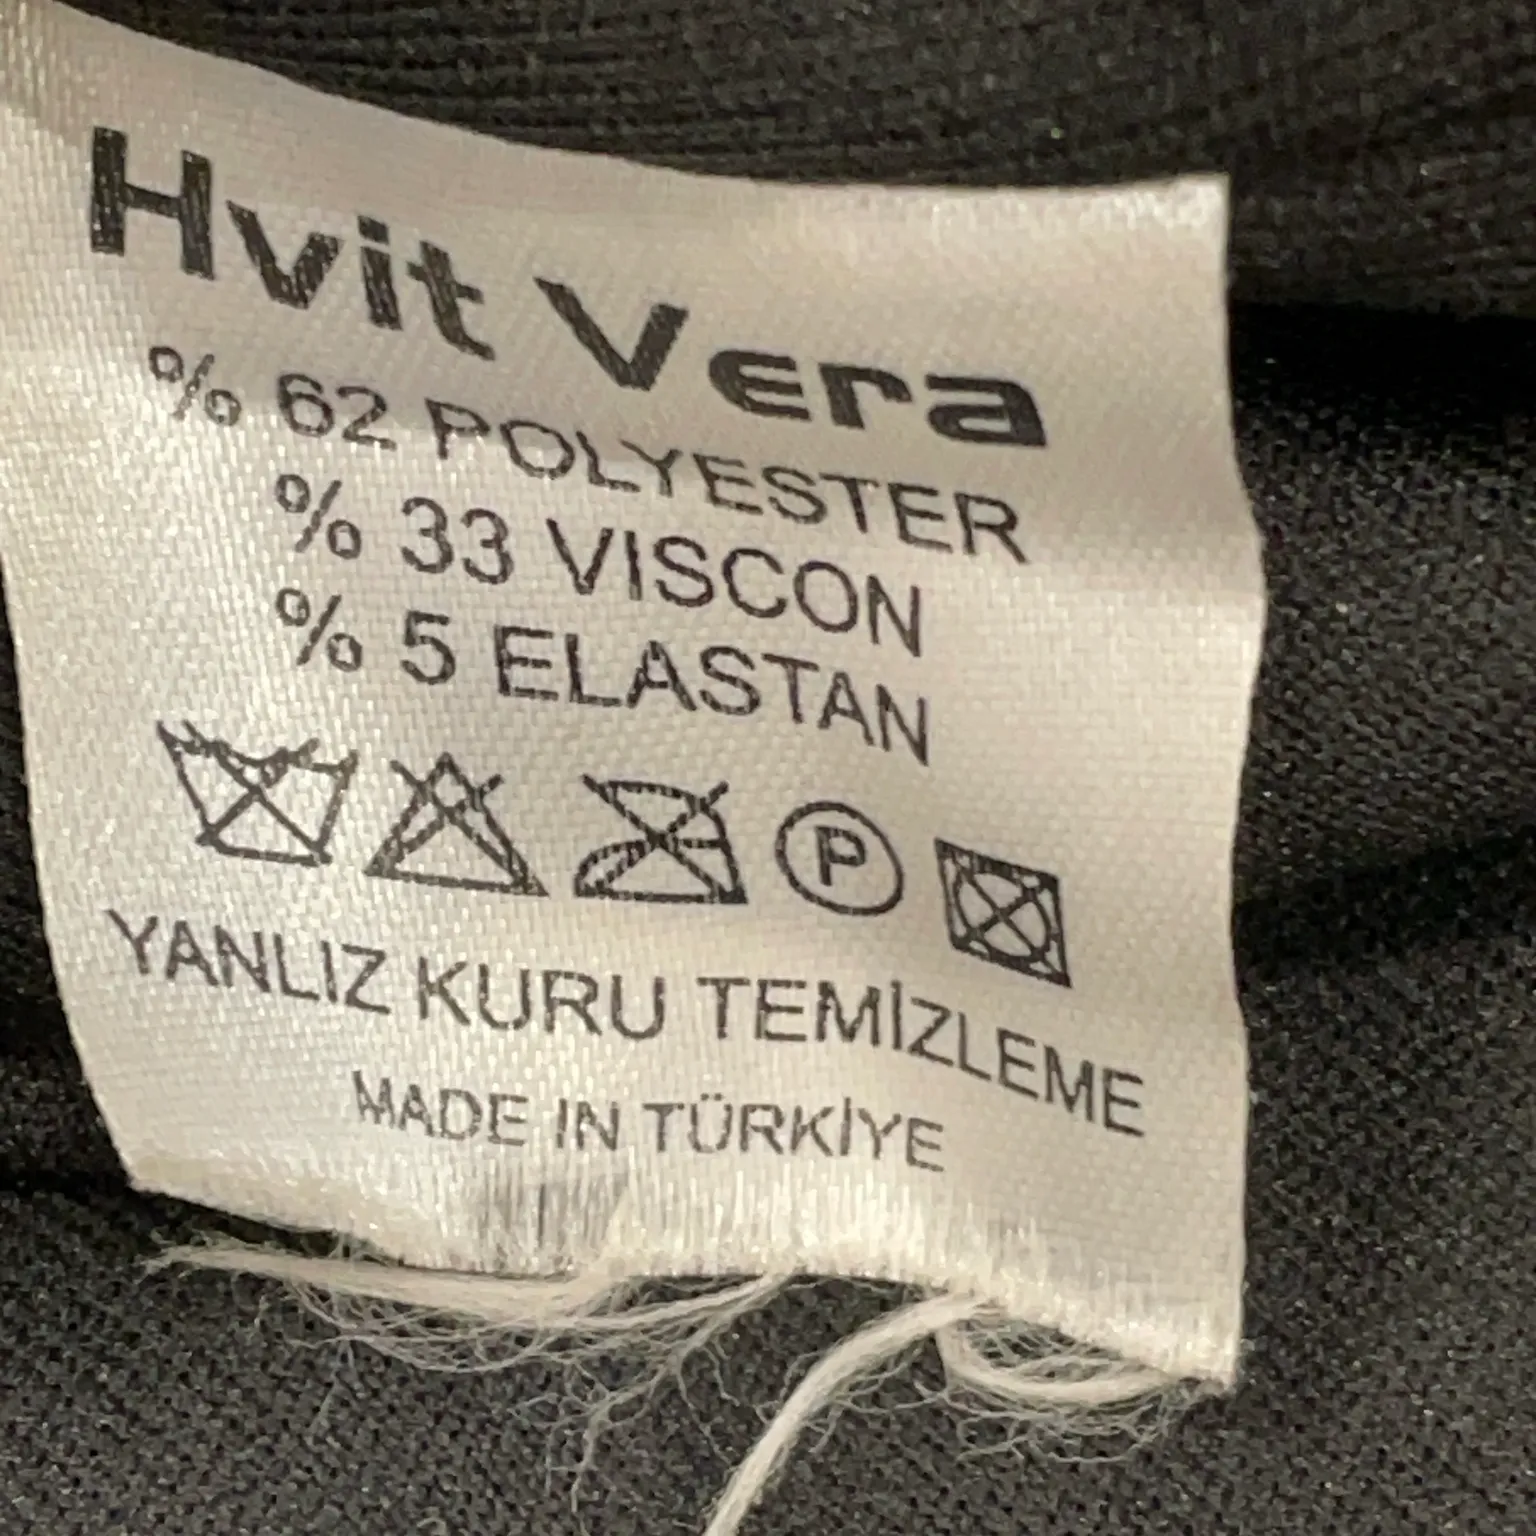 Hvit Vera
% 62 POLYESTER
% 33 VISCON
% 5 ELASTAN
P
YANLIZ KURU TEMİZLEME
MADE IN TÜRKİYE